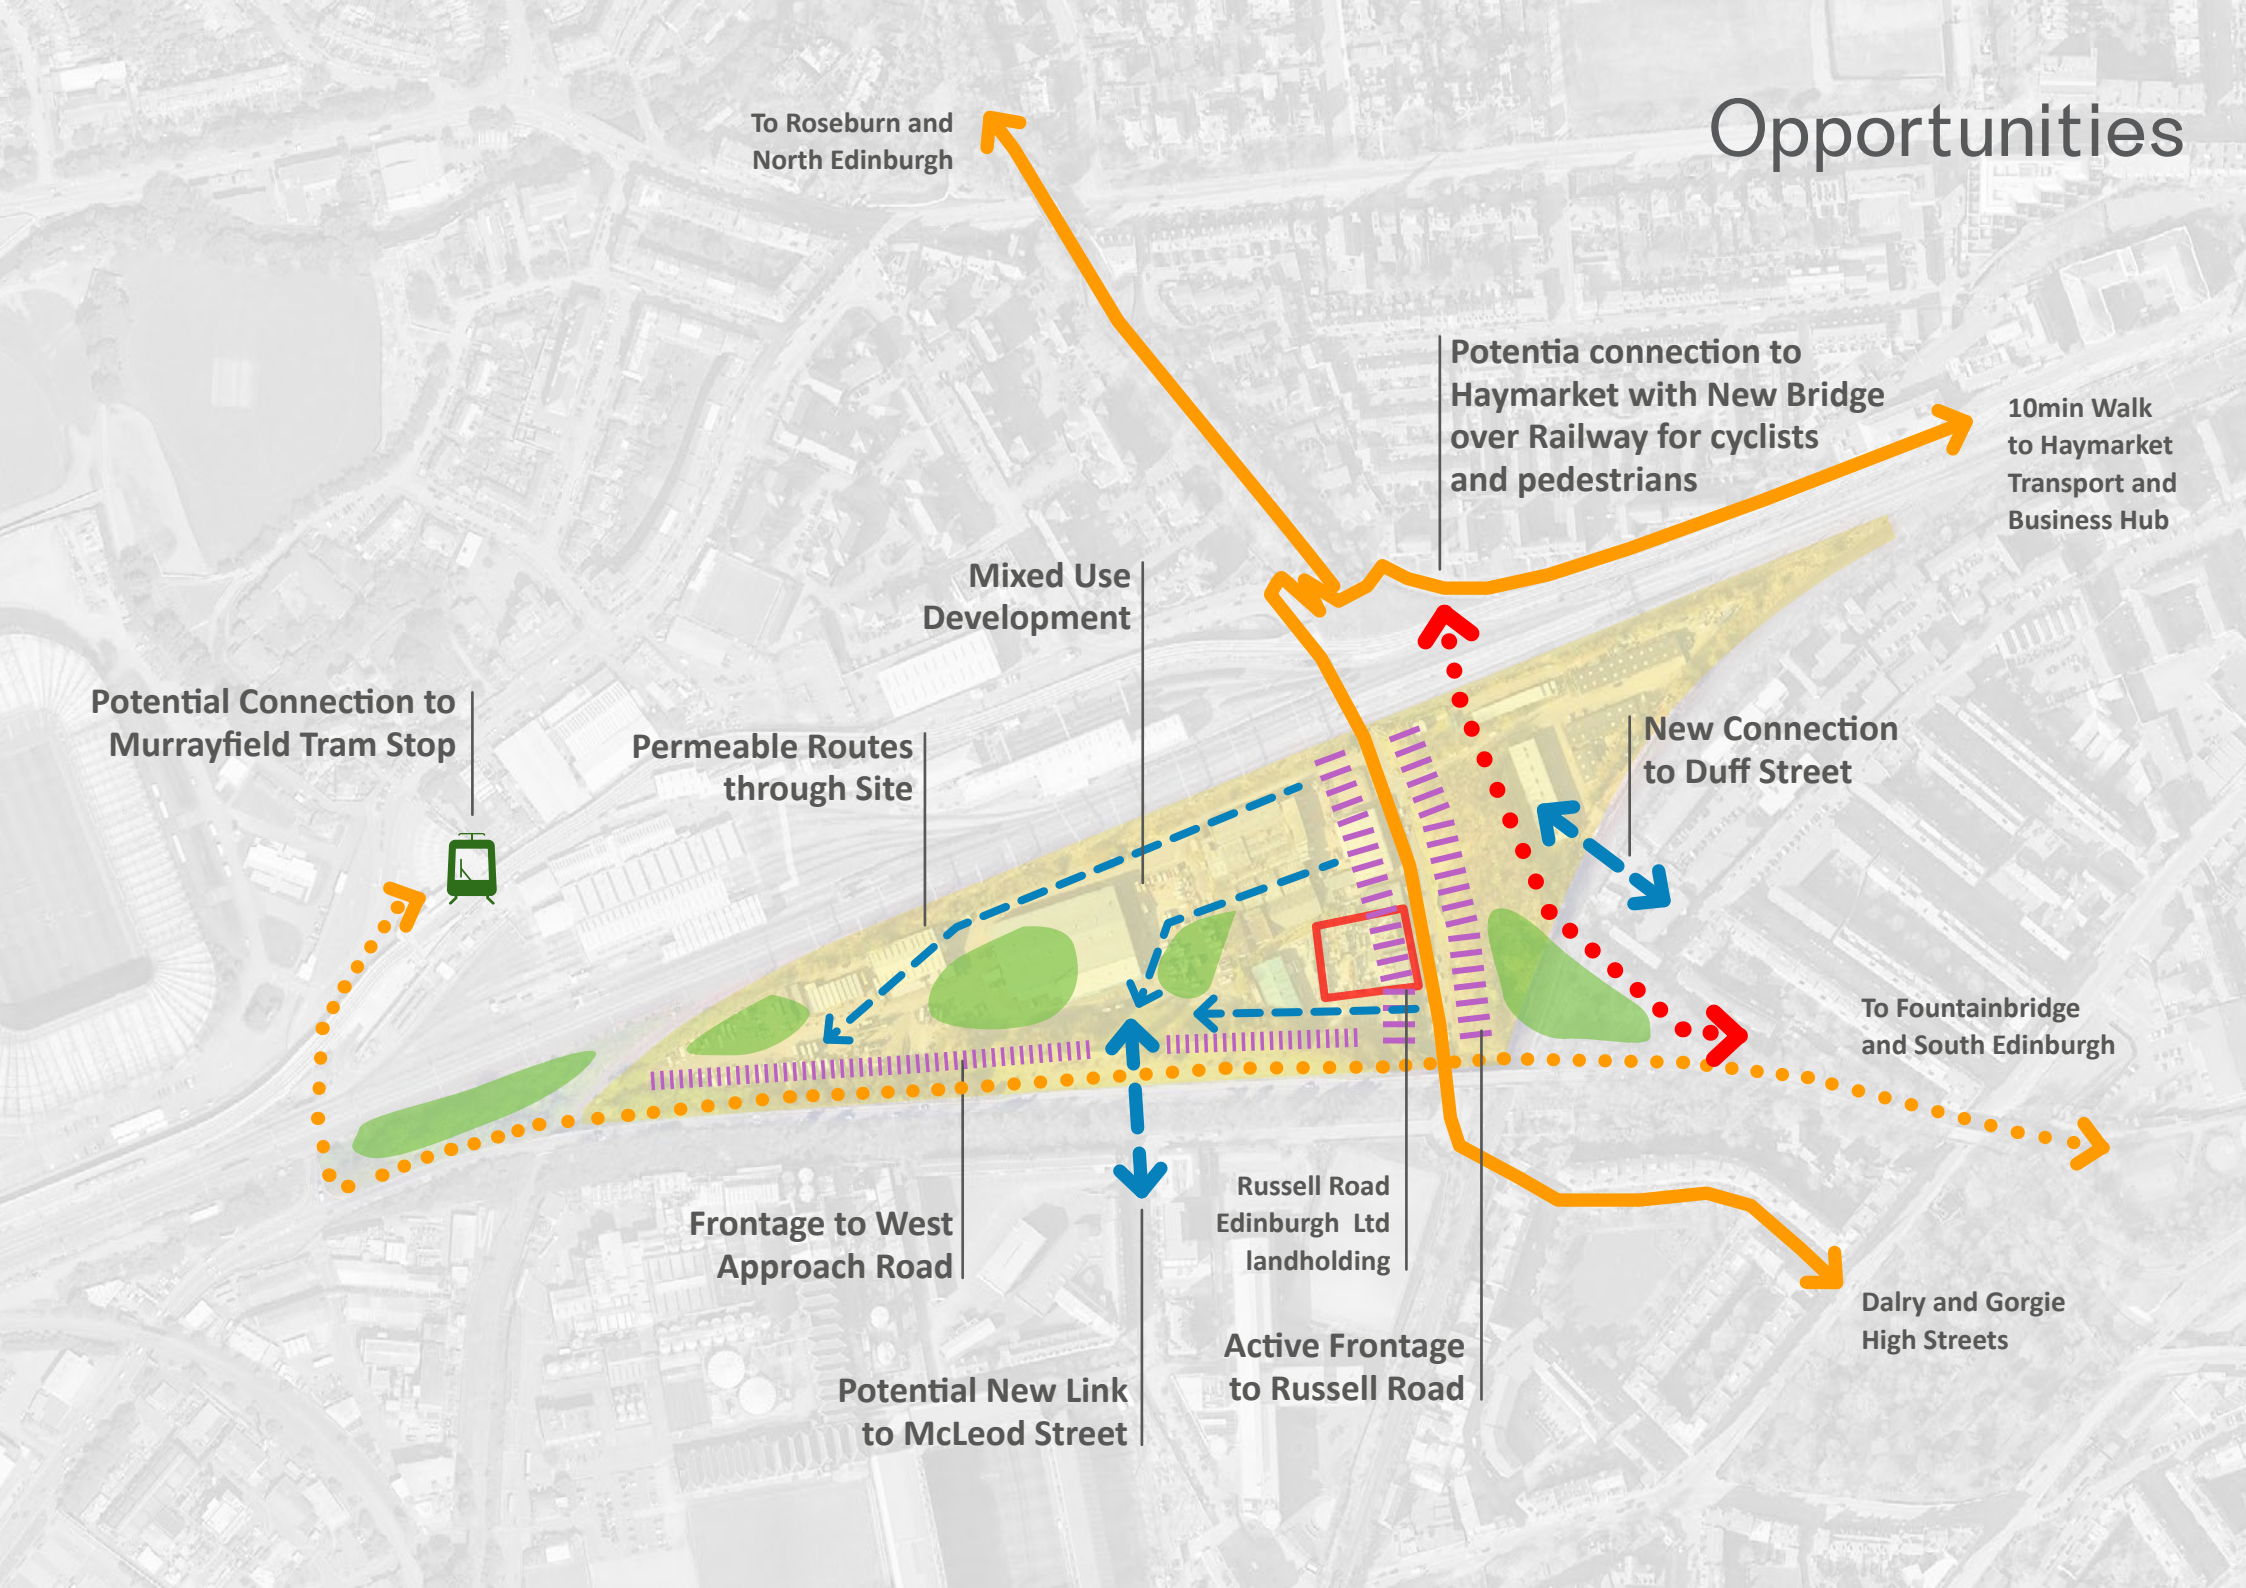 Opportunities
To Roseburn and
North Edinburgh
Potentia connection to
Haymarket with New Bridge
over Railway for cyclists
and pedestrians
10min Walk
to Haymarket
Transport and
Business Hub
Mixed Use
Development
Potential Connection to
Murrayfield Tram Stop
Permeable Routes
through Site
New Connection
to Duff Street
To Fountainbridge
and South Edinburgh
Russell Road
Edinburgh Ltd
landholding
Frontage to West
Approach Road
Dalry and Gorgie
High Streets
Active Frontage
to Russell Road
Potential New Link
to McLeod Street